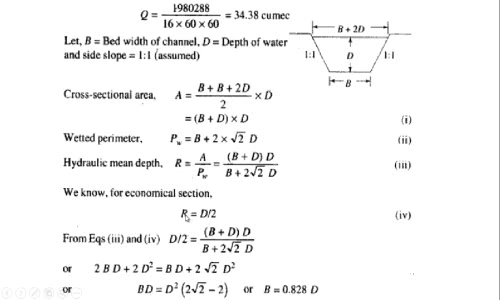 Q = 1980288 / 16 × 60 × 60 = 34.38 cumec
Let, B = Bed width of channel, D = Depth of water
and side slope = 1:1 (assumed)
B + 2D
1:1
D
1:1
B
Cross-sectional area, A = B + B + 2D / 2 × D
= (B + D) × D (i)
Wetted perimeter, Pw = B + 2 × √2 D (ii)
Hydraulic mean depth, R = A / Pw = (B + D) D / B + 2√2 D (iii)
We know, for economical section,
R = D/2 (iv)
From Eqs (iii) and (iv) D/2 = (B + D) D / B + 2√2 D
or 2 B D + 2 D² = B D + 2 √2 D²
or BD = D² (2√2 – 2) or B = 0.828 D